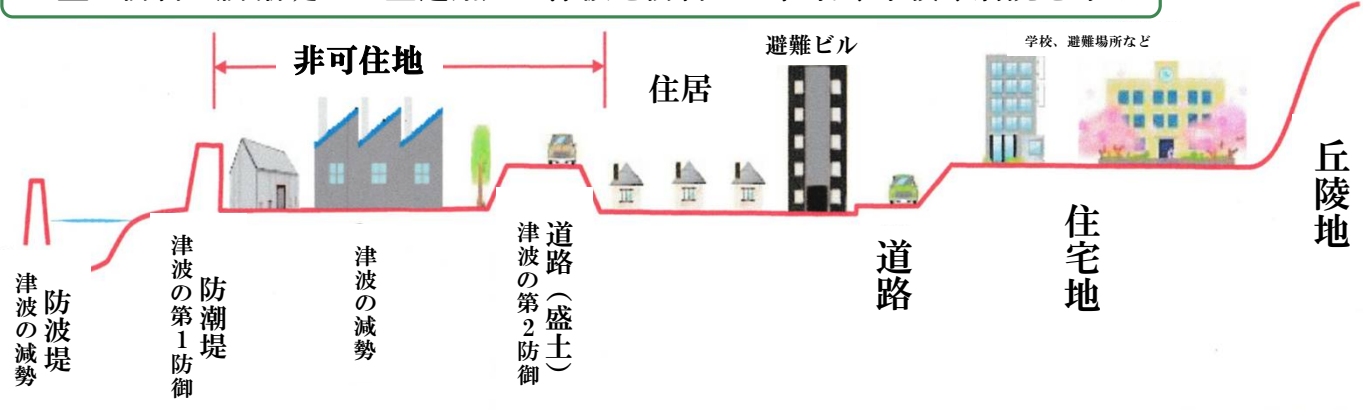 非可住地
住居
避難ビル
学校、避難場所など
防波堤
津波の減勢
防潮堤
津波の第1防御
津波の減勢
道路（盛土）
津波の第2防御
道路
住宅地
丘陵地